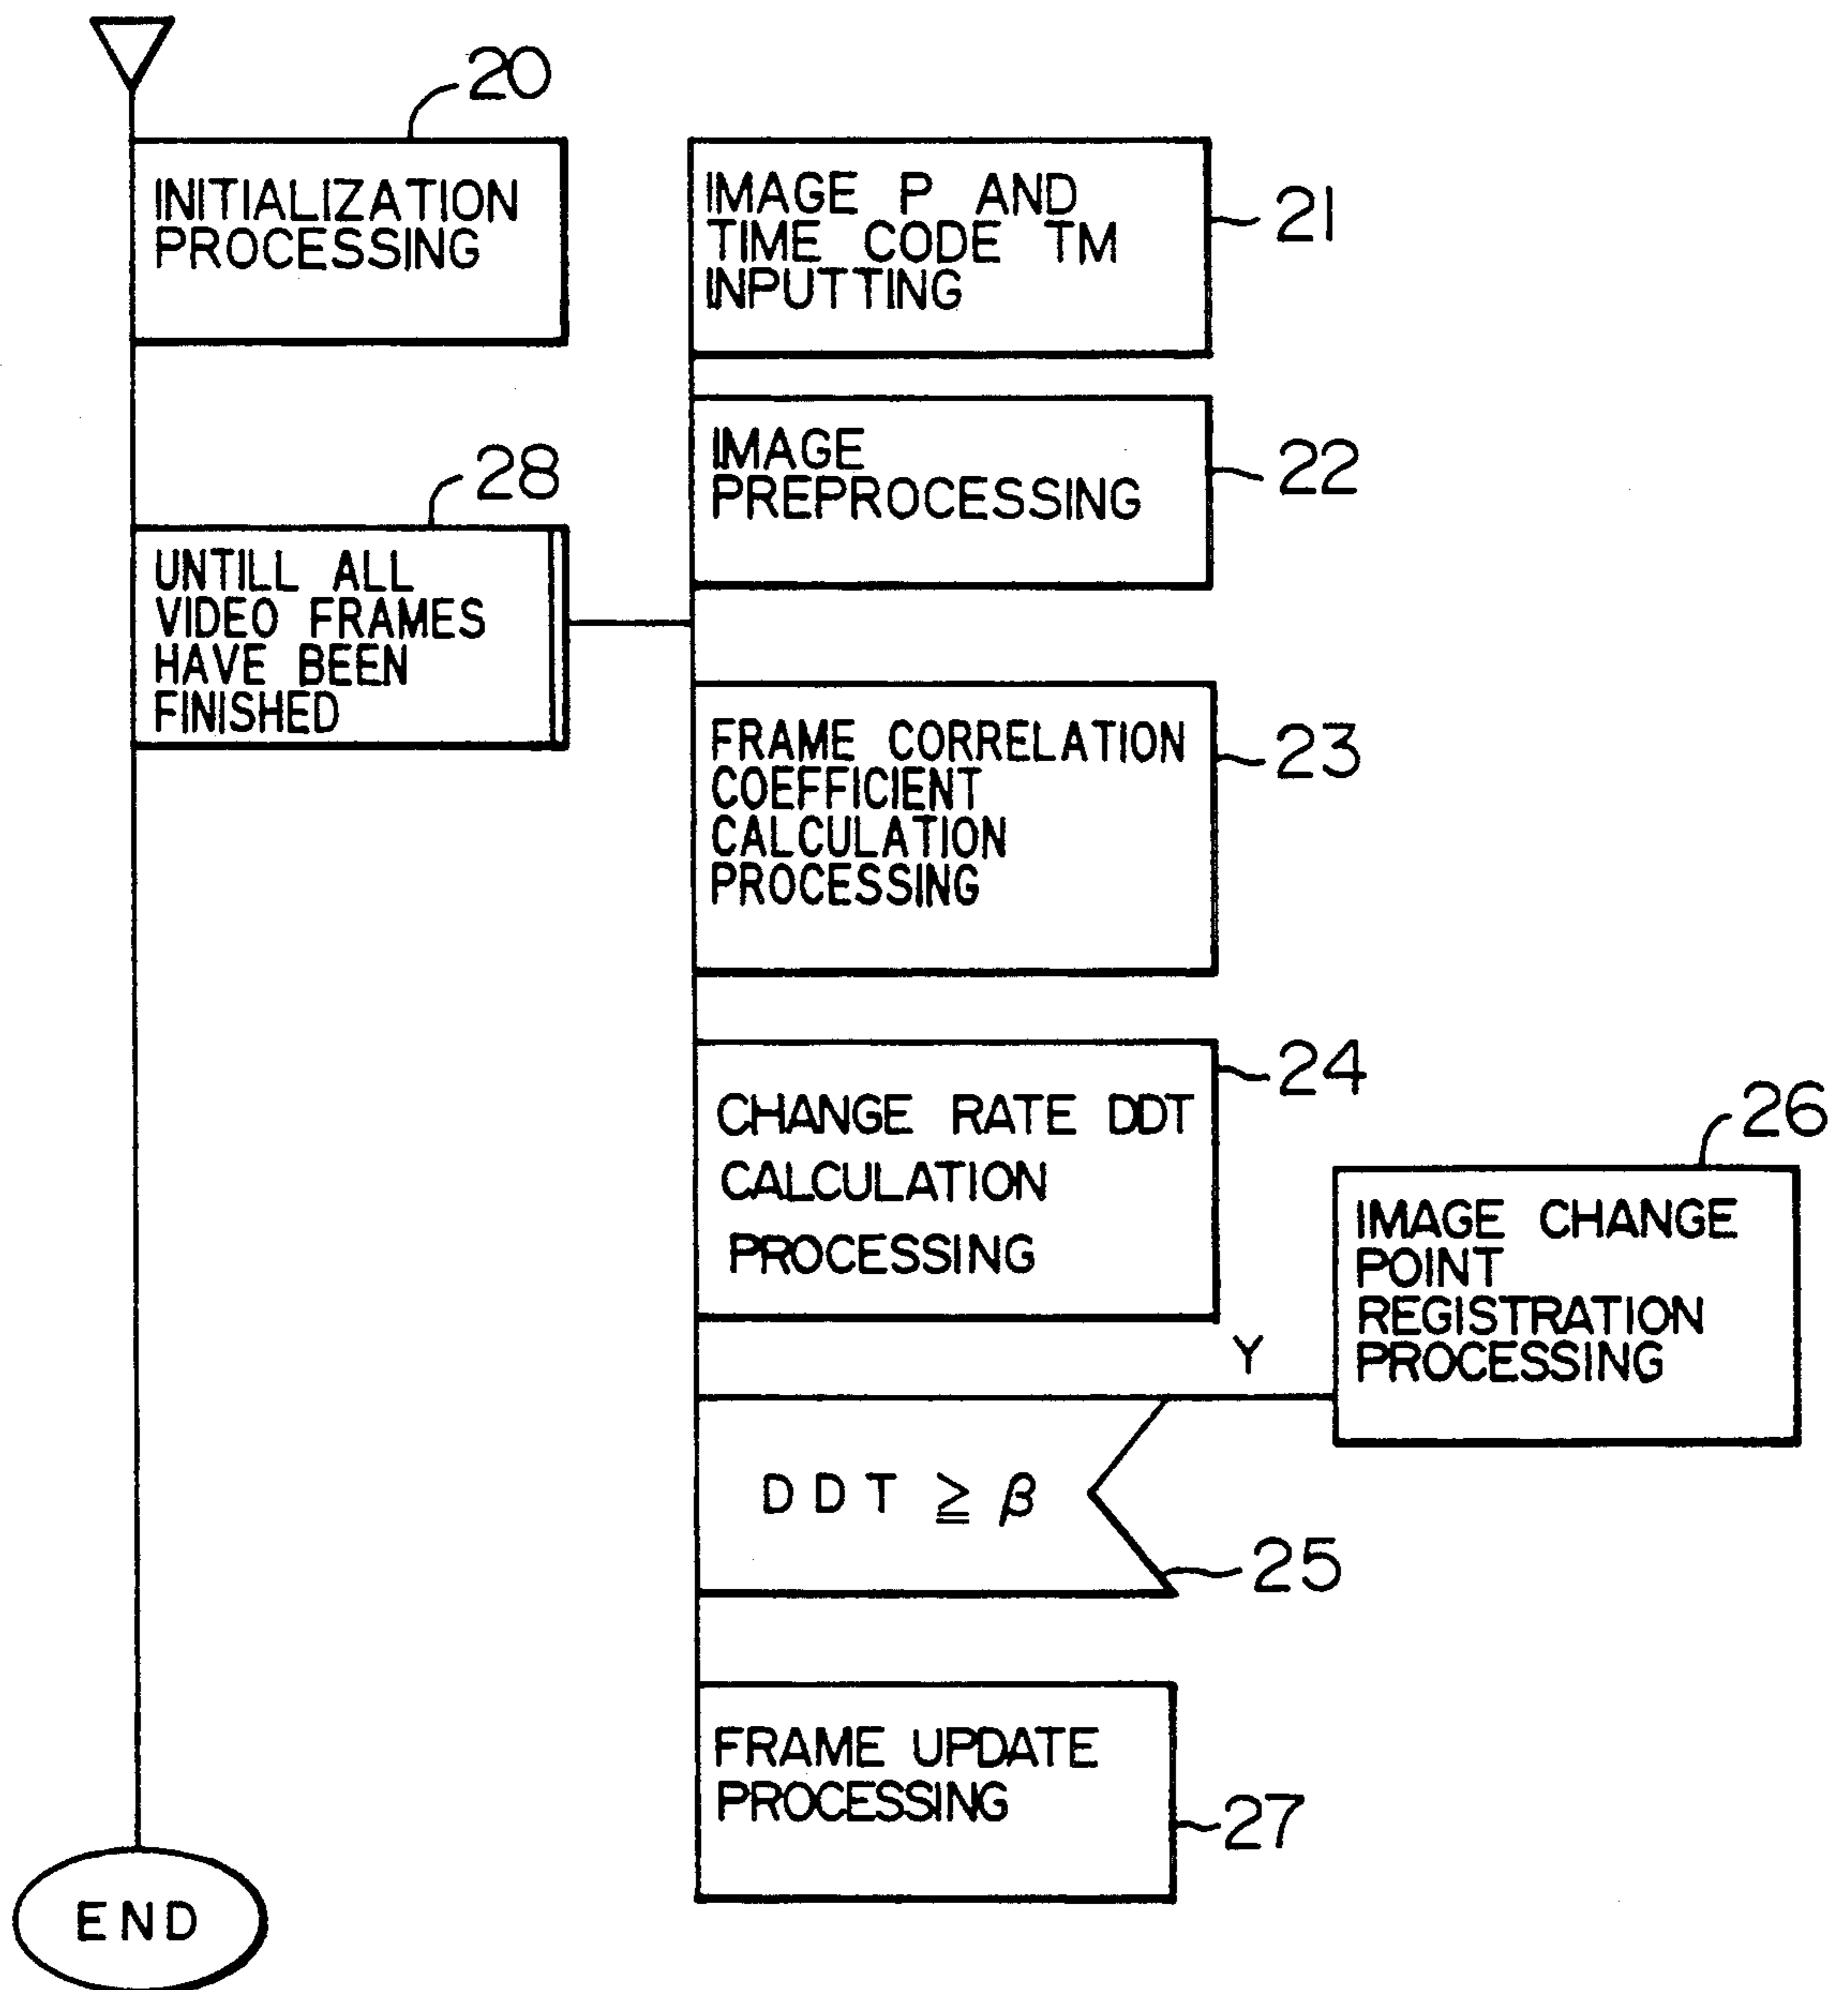 20
INITIALIZATION
PROCESSING
28
UNTILL ALL
VIDEO FRAMES
HAVE BEEN
FINISHED
IMAGE P AND
TIME CODE TM
INPUTTING
21
IMAGE
PREPROCESSING
22
FRAME CORRELATION
COEFFICIENT
CALCULATION
PROCESSING
23
CHANGE RATE DDT
CALCULATION
PROCESSING
24
Y
26
IMAGE CHANGE
POINT
REGISTRATION
PROCESSING
DDT ≧ β
25
FRAME UPDATE
PROCESSING
27
END